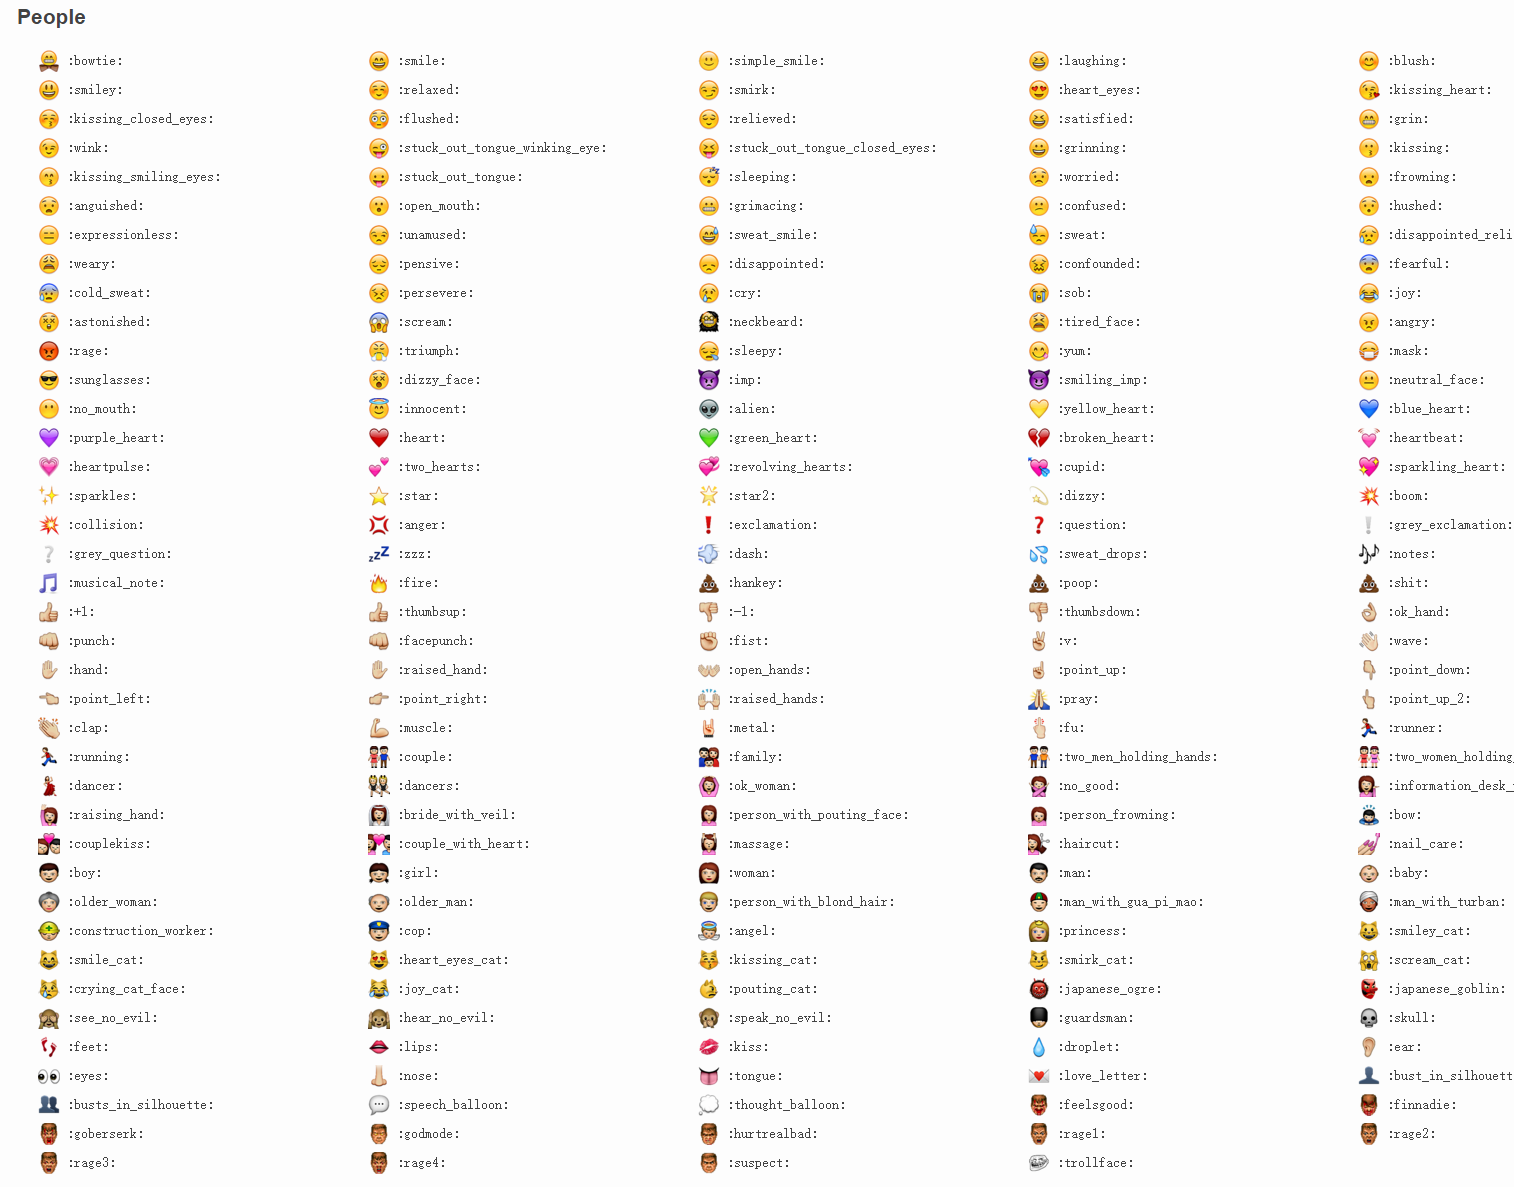 People
:bowtie: :smile: :simple_smile: :laughing: :blush:
:smiley: :relaxed: :smirk: :heart_eyes: :kissing_heart:
:kissing_closed_eyes: :flushed: :relieved: :satisfied: :grin:
:wink: :stuck_out_tongue_winking_eye: :stuck_out_tongue_closed_eyes: :grinning: :kissing:
:kissing_smiling_eyes: :stuck_out_tongue: :sleeping: :worried: :frowning:
:anguished: :open_mouth: :grimacing: :confused: :hushed:
:expressionless: :unamused: :sweat_smile: :sweat: :disappointed_reli
:weary: :pensive: :disappointed: :confounded: :fearful:
:cold_sweat: :persevere: :cry: :sob: :joy:
:astonished: :scream: :neckbeard: :tired_face: :angry:
:rage: :triumph: :sleepy: :yum: :mask:
:sunglasses: :dizzy_face: :imp: :smiling_imp: :neutral_face:
:no_mouth: :innocent: :alien: :yellow_heart: :blue_heart:
:purple_heart: :heart: :green_heart: :broken_heart: :heartbeat:
:heartpulse: :two_hearts: :revolving_hearts: :cupid: :sparkling_heart:
:sparkles: :star: :star2: :dizzy: :boom:
:collision: :anger: :exclamation: :question: :grey_exclamation:
:grey_question: :zzz: :dash: :sweat_drops: :notes:
:musical_note: :fire: :hankey: :poop: :shit:
:+1: :thumbsup: :-1: :thumbsdown: :ok_hand:
:punch: :facepunch: :fist: :v: :wave:
:hand: :raised_hand: :open_hands: :point_up: :point_down:
:point_left: :point_right: :raised_hands: :pray: :point_up_2:
:clap: :muscle: :metal: :fu: :runner:
:running: :couple: :family: :two_men_holding_hands: :two_women_holding_
:dancer: :dancers: :ok_woman: :no_good: :information_desk_
:raising_hand: :bride_with_veil: :person_with_pouting_face: :person_frowning: :bow:
:couplekiss: :couple_with_heart: :massage: :haircut: :nail_care:
:boy: :girl: :woman: :man: :baby:
:older_woman: :older_man: :person_with_blond_hair: :man_with_gua_pi_mao: :man_with_turban:
:construction_worker: :cop: :angel: :princess: :smiley_cat:
:smile_cat: :heart_eyes_cat: :kissing_cat: :smirk_cat: :scream_cat:
:crying_cat_face: :joy_cat: :pouting_cat: :japanese_ogre: :japanese_goblin:
:see_no_evil: :hear_no_evil: :speak_no_evil: :guardsman: :skull:
:feet: :lips: :kiss: :droplet: :ear:
:eyes: :nose: :tongue: :love_letter: :bust_in_silhouett
:busts_in_silhouette: :speech_balloon: :thought_balloon: :feelsgood: :finnadie:
:goberserk: :godmode: :hurtrealbad: :rage1: :rage2:
:rage3: :rage4: :suspect: :trollface: